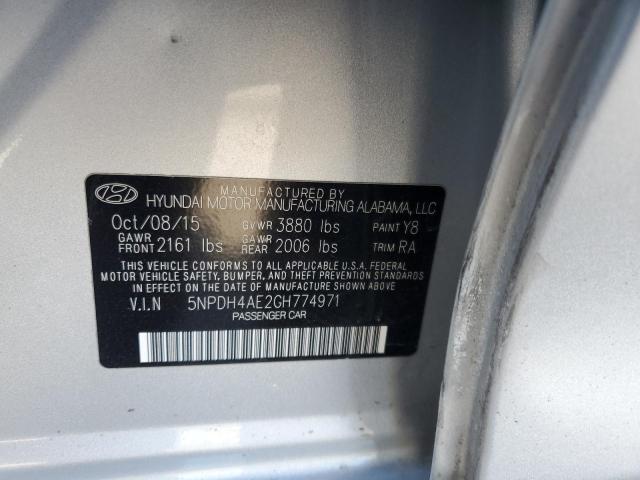 MANUFACTURED BY
HYUNDAI MOTOR MANUFACTURING ALABAMA, LLC
Oct/08/15 GVWR 3880 lbs PAINT Y8
GAWR FRONT 2161 lbs GAWR REAR 2006 lbs TRIM RA
THIS VEHICLE CONFORMS TO ALL APPLICABLE U.S.A. FEDERAL
MOTOR VEHICLE SAFETY, BUMPER, AND THEFT PREVENTION STANDARDS
IN EFFECT ON THE DATE OF MANUFACTURE SHOWN ABOVE.
V.I.N 5NPDH4AE2GH774971
PASSENGER CAR